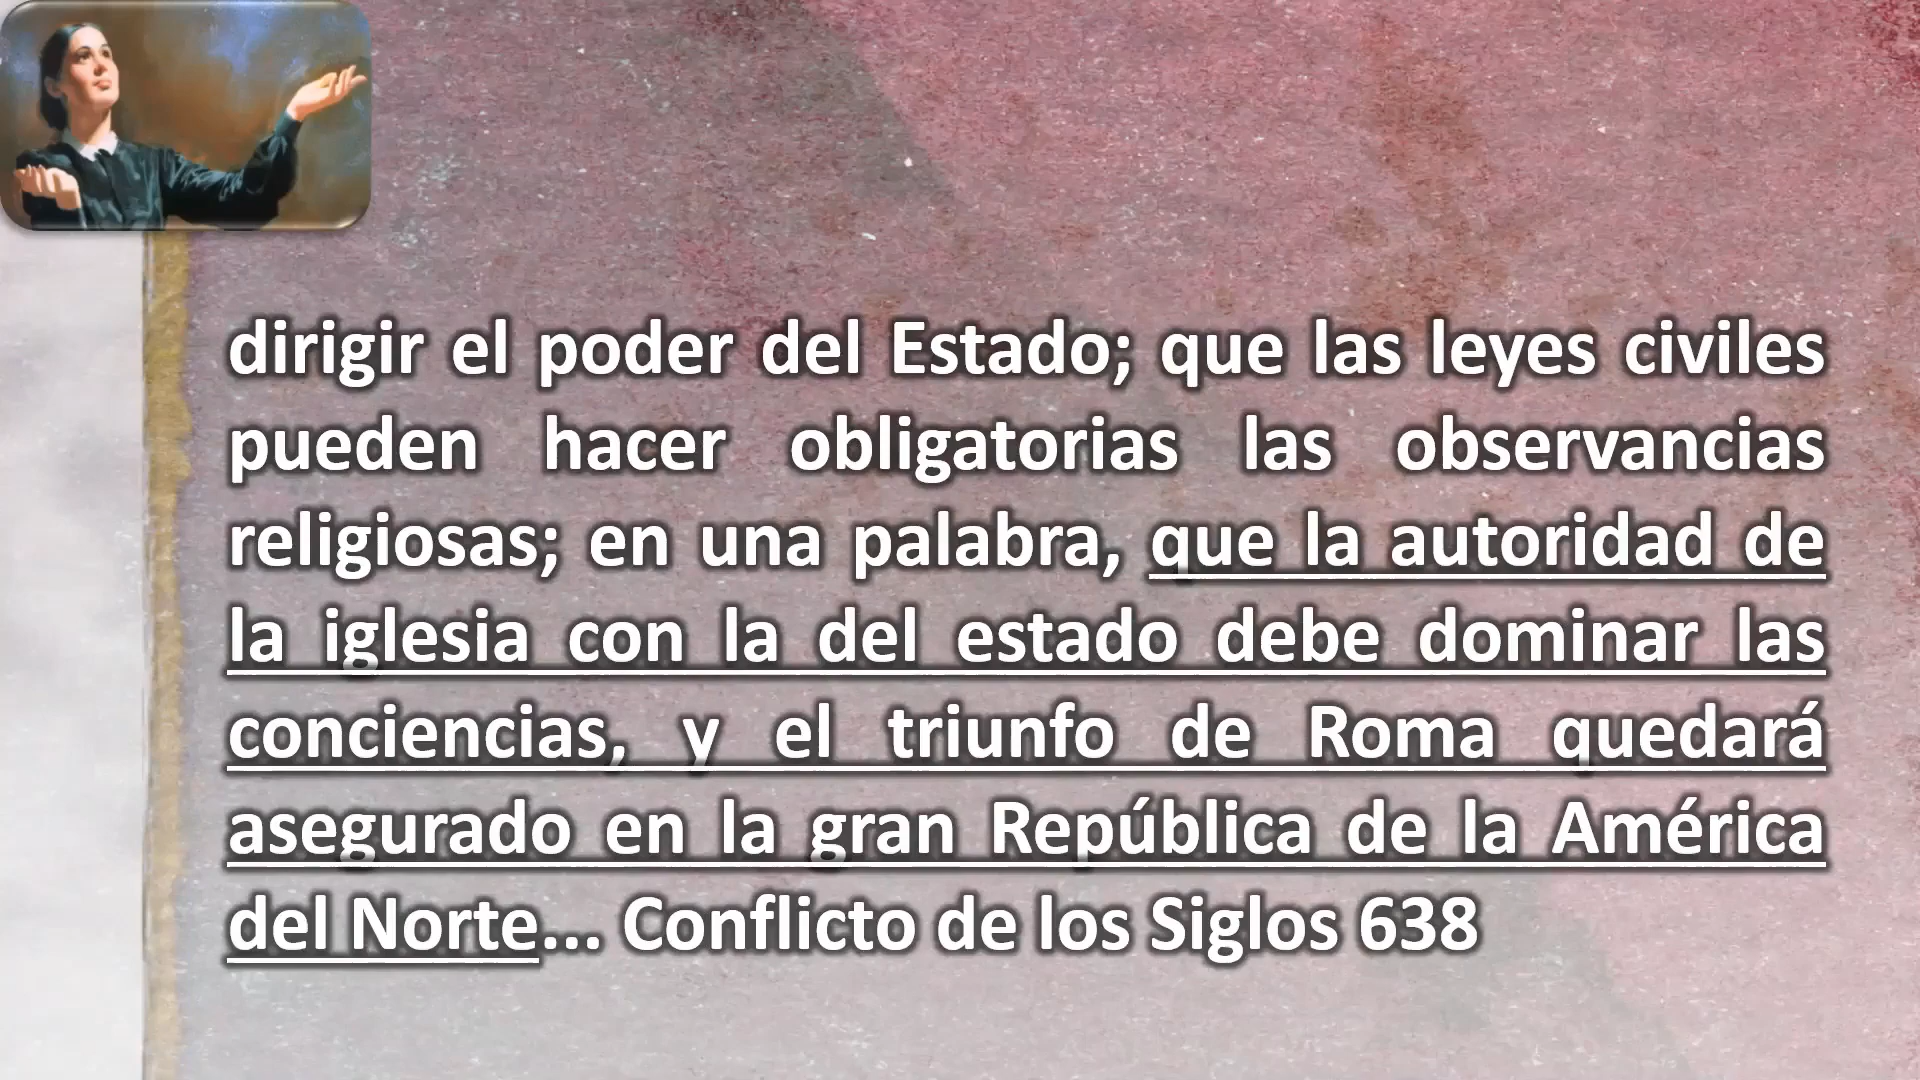 dirigir el poder del Estado; que las leyes civiles
pueden hacer obligatorias las observancias
religiosas; en una palabra, que la autoridad de
la iglesia con la del estado debe dominar las
conciencias, y el triunfo de Roma quedará
asegurado en la gran República de la América
del Norte... Conflicto de los Siglos 638